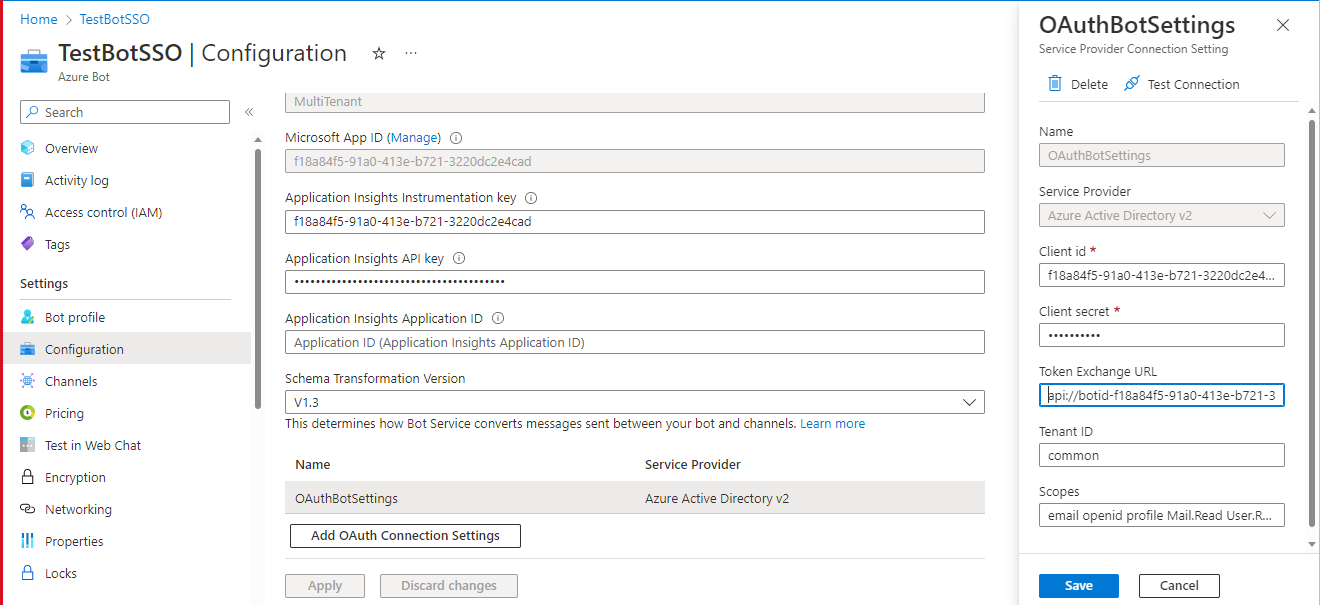 Home > TestBotSSO
TestBotSSO | Configuration
Azure Bot
Search
Overview
Activity log
Access control (IAM)
Tags
Settings
Bot profile
Configuration
Channels
Pricing
Test in Web Chat
Encryption
Networking
Properties
Locks
MultiTenant
Microsoft App ID (Manage)
f18a84f5-91a0-413e-b721-3220dc2e4cad
Application Insights Instrumentation key
f18a84f5-91a0-413e-b721-3220dc2e4cad
Application Insights API key
Application Insights Application ID
Application ID (Application Insights Application ID)
Schema Transformation Version
V1.3
This determines how Bot Service converts messages sent between your bot and channels. Learn more
Name Service Provider
OAuthBotSettings Azure Active Directory v2
Add OAuth Connection Settings
Apply Discard changes
OAuthBotSettings
Service Provider Connection Setting
Delete Test Connection
Name
OAuthBotSettings
Service Provider
Azure Active Directory v2
Client id *
f18a84f5-91a0-413e-b721-3220dc2e4...
Client secret *
Token Exchange URL
api://botid-f18a84f5-91a0-413e-b721-3
Tenant ID
common
Scopes
email openid profile Mail.Read User.R...
Save Cancel